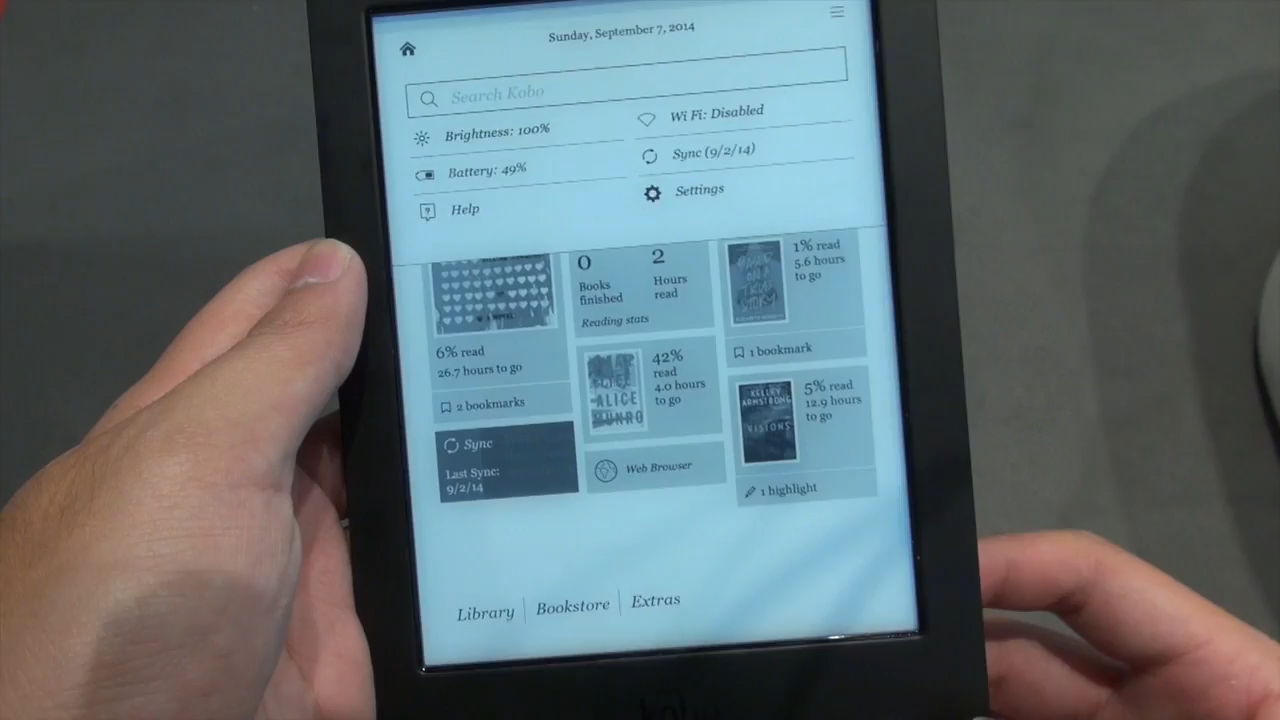 Sunday, September 7, 2014
Search Kobo
Brightness: 100%
Wi Fi: Disabled
Battery: 49%
Sync (9/2/14)
Help
Settings
6% read
26.7 hours to go
2 bookmarks
Sync
Last Sync:
9/2/14
0
Books
finished
2
Hours
read
Reading stats
ALICE
MUNRO
42%
read
4.0 hours
to go
Web Browser
1% read
5.6 hours
to go
1 bookmark
KELLEY
ARMSTRONG
VISIONS
5% read
12.9 hours
to go
1 highlight
Library
Bookstore
Extras
kobo